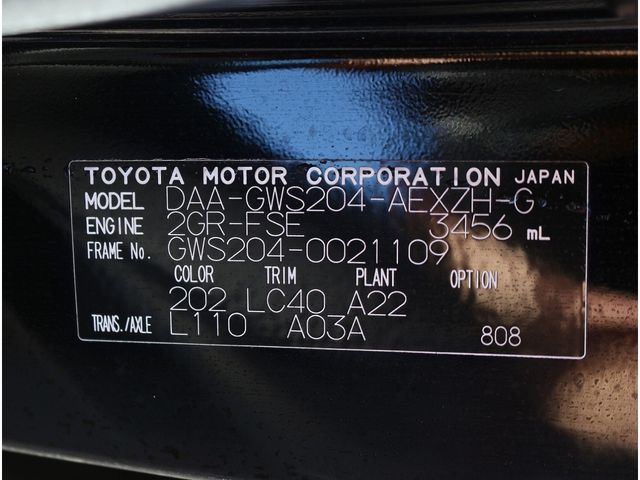 TOYOTA MOTOR CORPORATION JAPAN
MODEL DAA-GWS204-AEXZH-G
ENGINE 2GR-FSE 3456 mL
FRAME No. GWS204-0021109
COLOR TRIM PLANT OPTION
202 LC40 A22
TRANS./AXLE L110 A03A 808